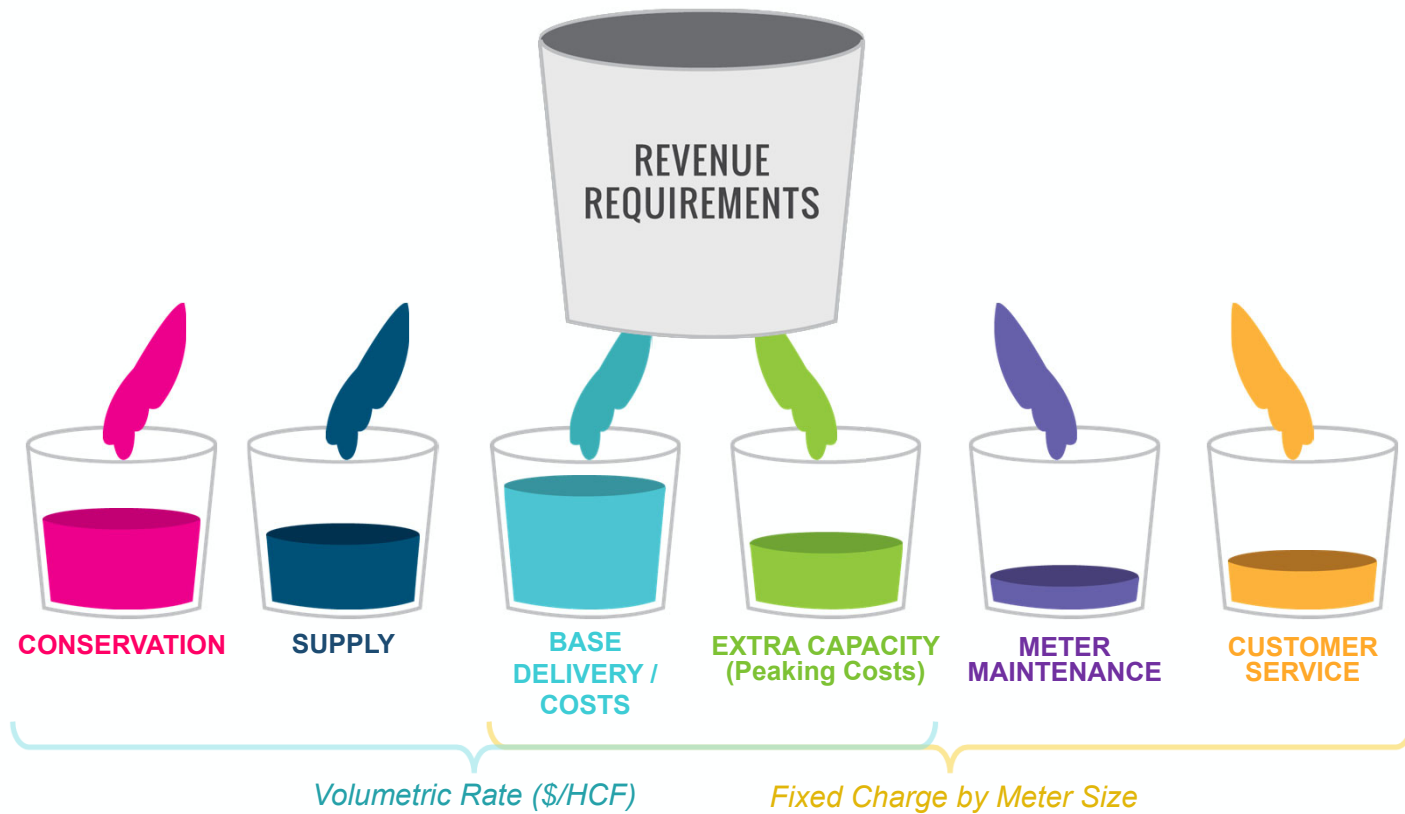 REVENUE
REQUIREMENTS
CONSERVATION
SUPPLY
BASE
DELIVERY /
COSTS
EXTRA CAPACITY
(Peaking Costs)
METER
MAINTENANCE
CUSTOMER
SERVICE
Volumetric Rate ($/HCF)
Fixed Charge by Meter Size